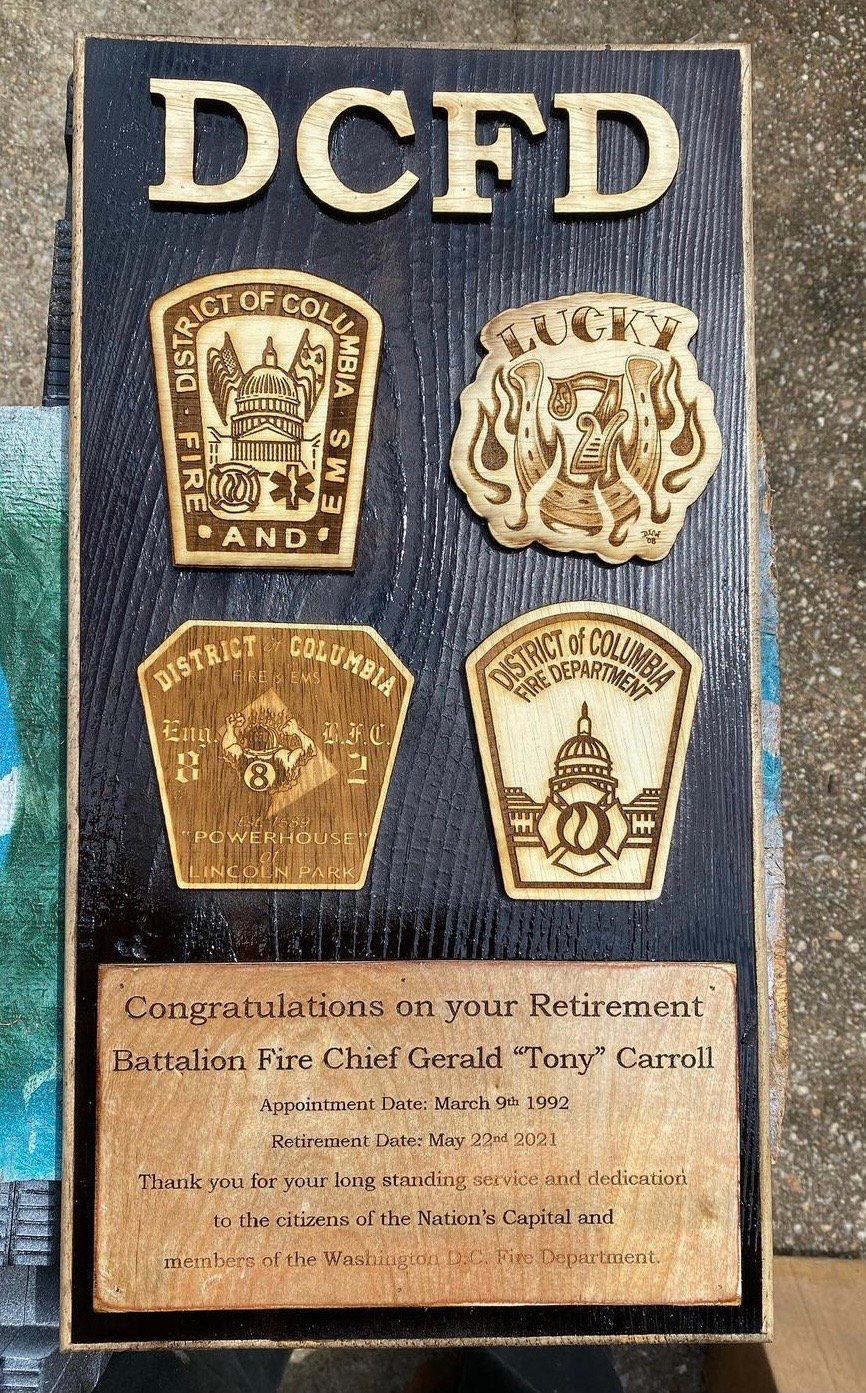 DCFD
DISTRICT OF COLUMBIA
FIRE AND EMS
LUCKY
7
'08
DISTRICT of COLUMBIA
FIRE & EMS
Eng. B.F.C.
8 8 2
Est. 1889
"POWERHOUSE"
of
LINCOLN PARK
DISTRICT of COLUMBIA
FIRE DEPARTMENT
Congratulations on your Retirement
Battalion Fire Chief Gerald “Tony” Carroll
Appointment Date: March 9th 1992
Retirement Date: May 22nd 2021
Thank you for your long standing service and dedication
to the citizens of the Nation's Capital and
members of the Washington D.C. Fire Department.